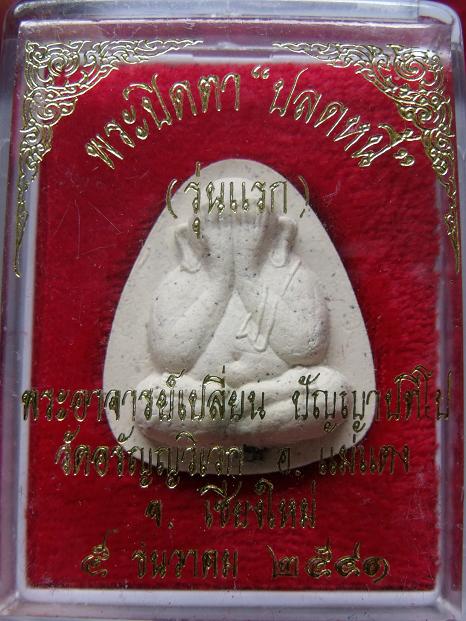 พระปิดตา "ปลดหนี้"
(รุ่นแรก)
พระอาจารย์เปลี่ยน ปัญญาปทีโป
วัดอรัญญวิเวก อ. แม่แตง
จ. เชียงใหม่
๕ ธันวาคม ๒๕๔๑